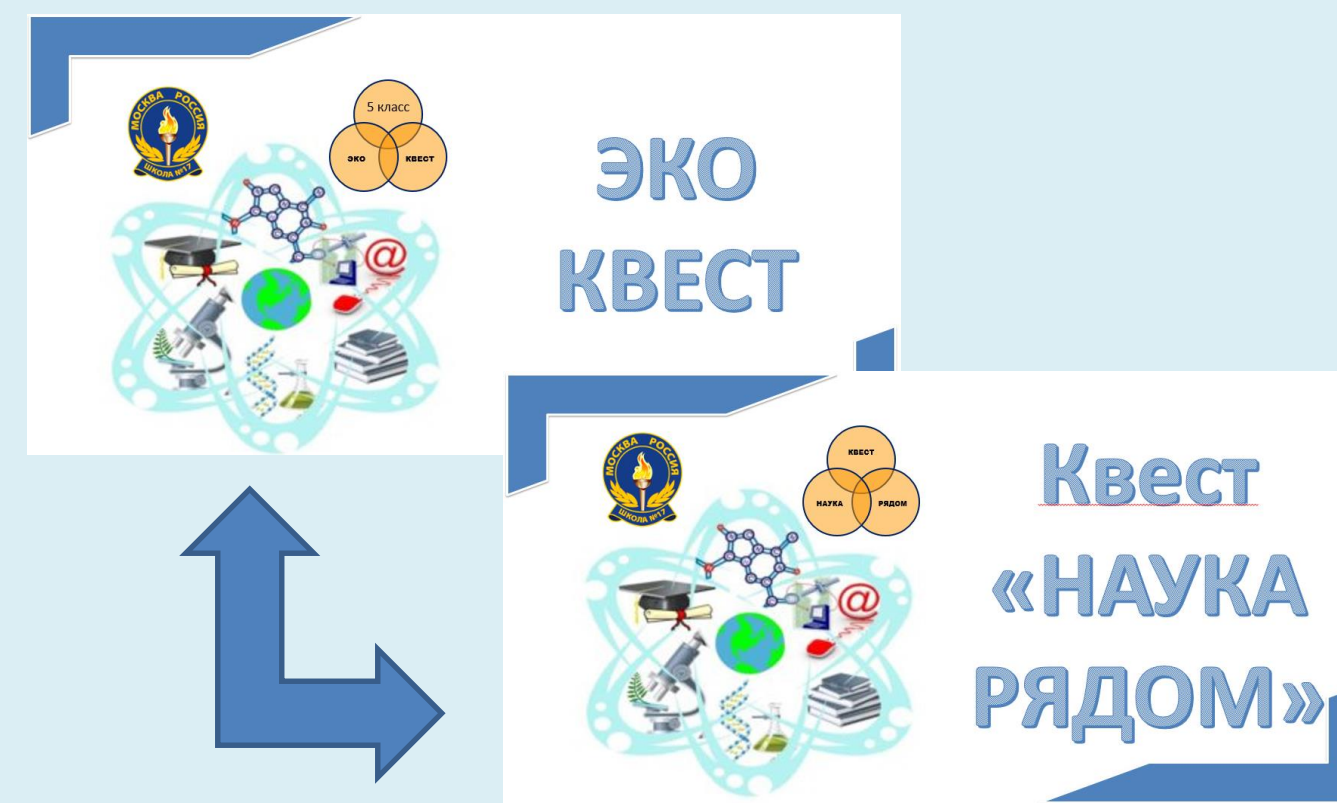 МОСКВА РОССИЯ
ШКОЛА №17
5 класс
ЭКО
КВЕСТ
ЭКО
КВЕСТ
@
МОСКВА РОССИЯ
ШКОЛА №17
КВЕСТ
НАУКА
РЯДОМ
Квест
«НАУКА
РЯДОМ»
@